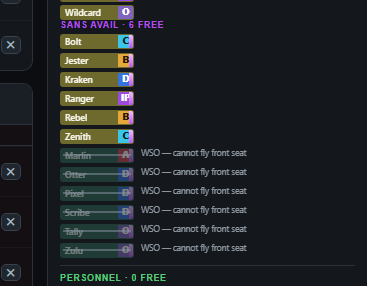 Wildcard O
SANS AVAIL · 6 FREE
Bolt C
Jester B
Kraken D
Ranger IP
Rebel B
Zenith C
Marlin A WSO — cannot fly front seat
Otter D WSO — cannot fly front seat
Pixel D WSO — cannot fly front seat
Scribe D WSO — cannot fly front seat
Tally O WSO — cannot fly front seat
Zulu O WSO — cannot fly front seat
PERSONNEL · 0 FREE